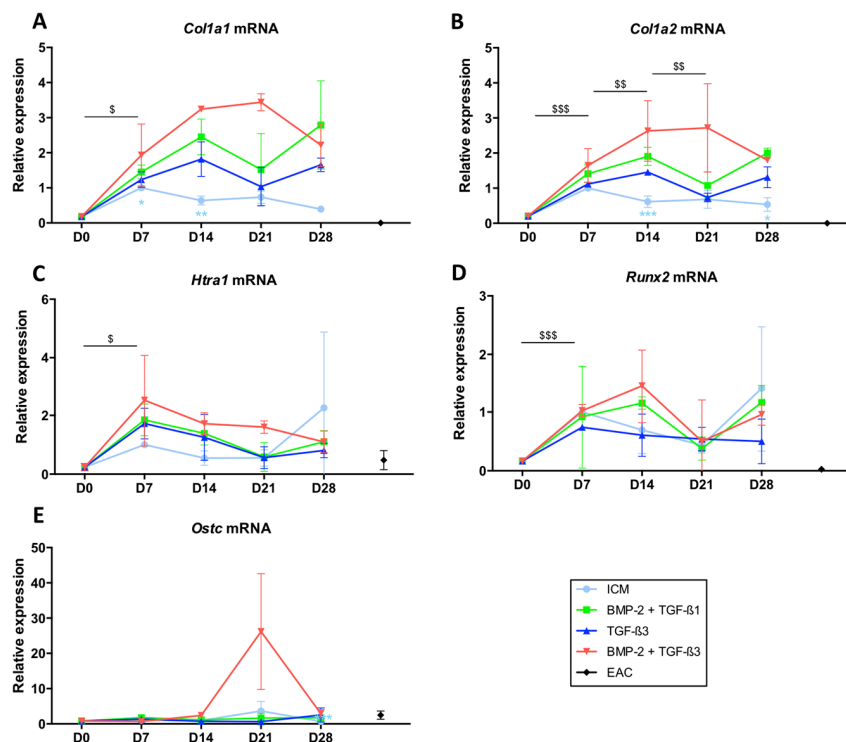 A
Col1a1 mRNA
Relative expression
5
4
3
2
1
0
$
*
**
D0 D7 D14 D21 D28
B
Col1a2 mRNA
Relative expression
5
4
3
2
1
0
$$$
$$
$$
***
*
D0 D7 D14 D21 D28
C
Htra1 mRNA
Relative expression
6
4
2
0
$
D0 D7 D14 D21 D28
D
Runx2 mRNA
Relative expression
3
2
1
0
$$$
D0 D7 D14 D21 D28
E
Ostc mRNA
Relative expression
50
40
30
20
10
0
*
D0 D7 D14 D21 D28
ICM
BMP-2 + TGF-ß1
TGF-ß3
BMP-2 + TGF-ß3
EAC